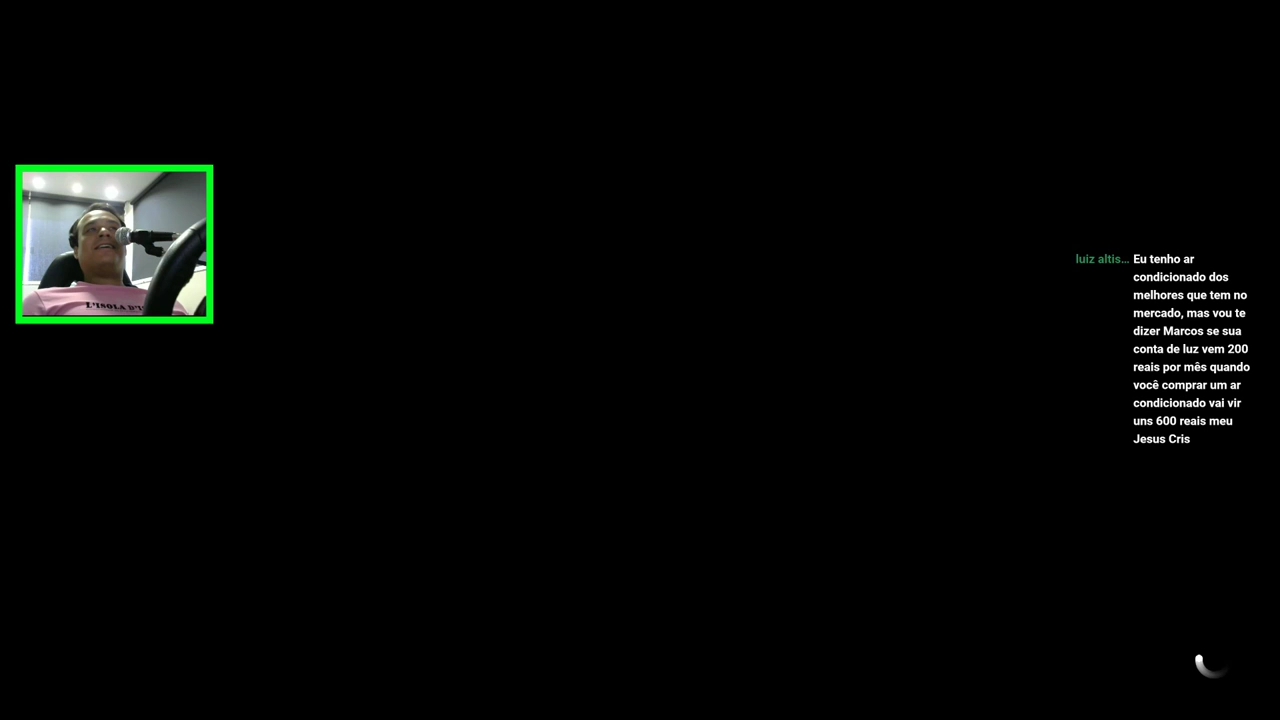 L'ISOLA D'
luiz altis… Eu tenho ar
condicionado dos
melhores que tem no
mercado, mas vou te
dizer Marcos se sua
conta de luz vem 200
reais por mês quando
você comprar um ar
condicionado vai vir
uns 600 reais meu
Jesus Cris